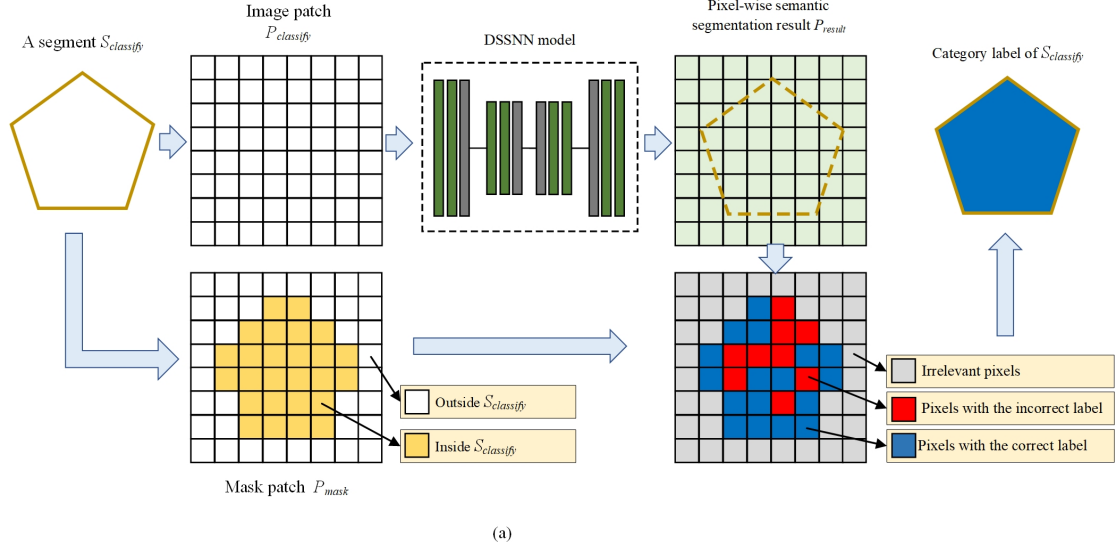 A segment S_classify
Image patch
P_classify
DSSNN model
Pixel-wise semantic
segmentation result P_result
Category label of S_classify
Outside S_classify
Inside S_classify
Mask patch P_mask
Irrelevant pixels
Pixels with the incorrect label
Pixels with the correct label
(a)